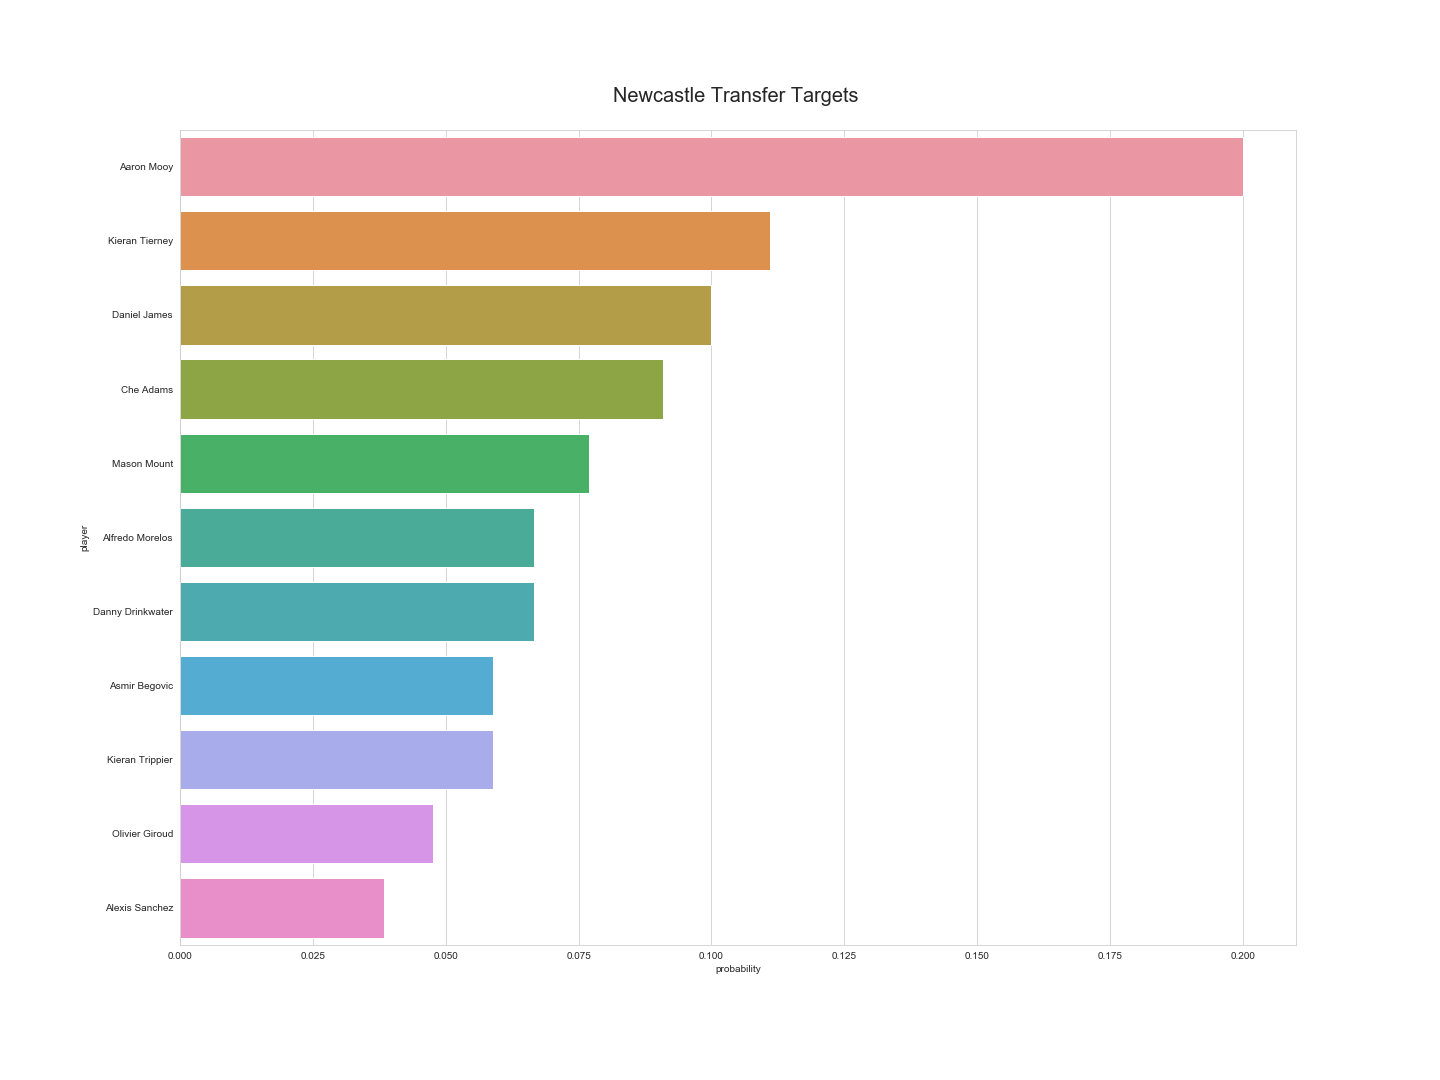 Newcastle Transfer Targets
player
Aaron Mooy
Kieran Tierney
Daniel James
Che Adams
Mason Mount
Alfredo Morelos
Danny Drinkwater
Asmir Begovic
Kieran Trippier
Olivier Giroud
Alexis Sanchez
0.000 0.025 0.050 0.075 0.100 0.125 0.150 0.175 0.200
probability